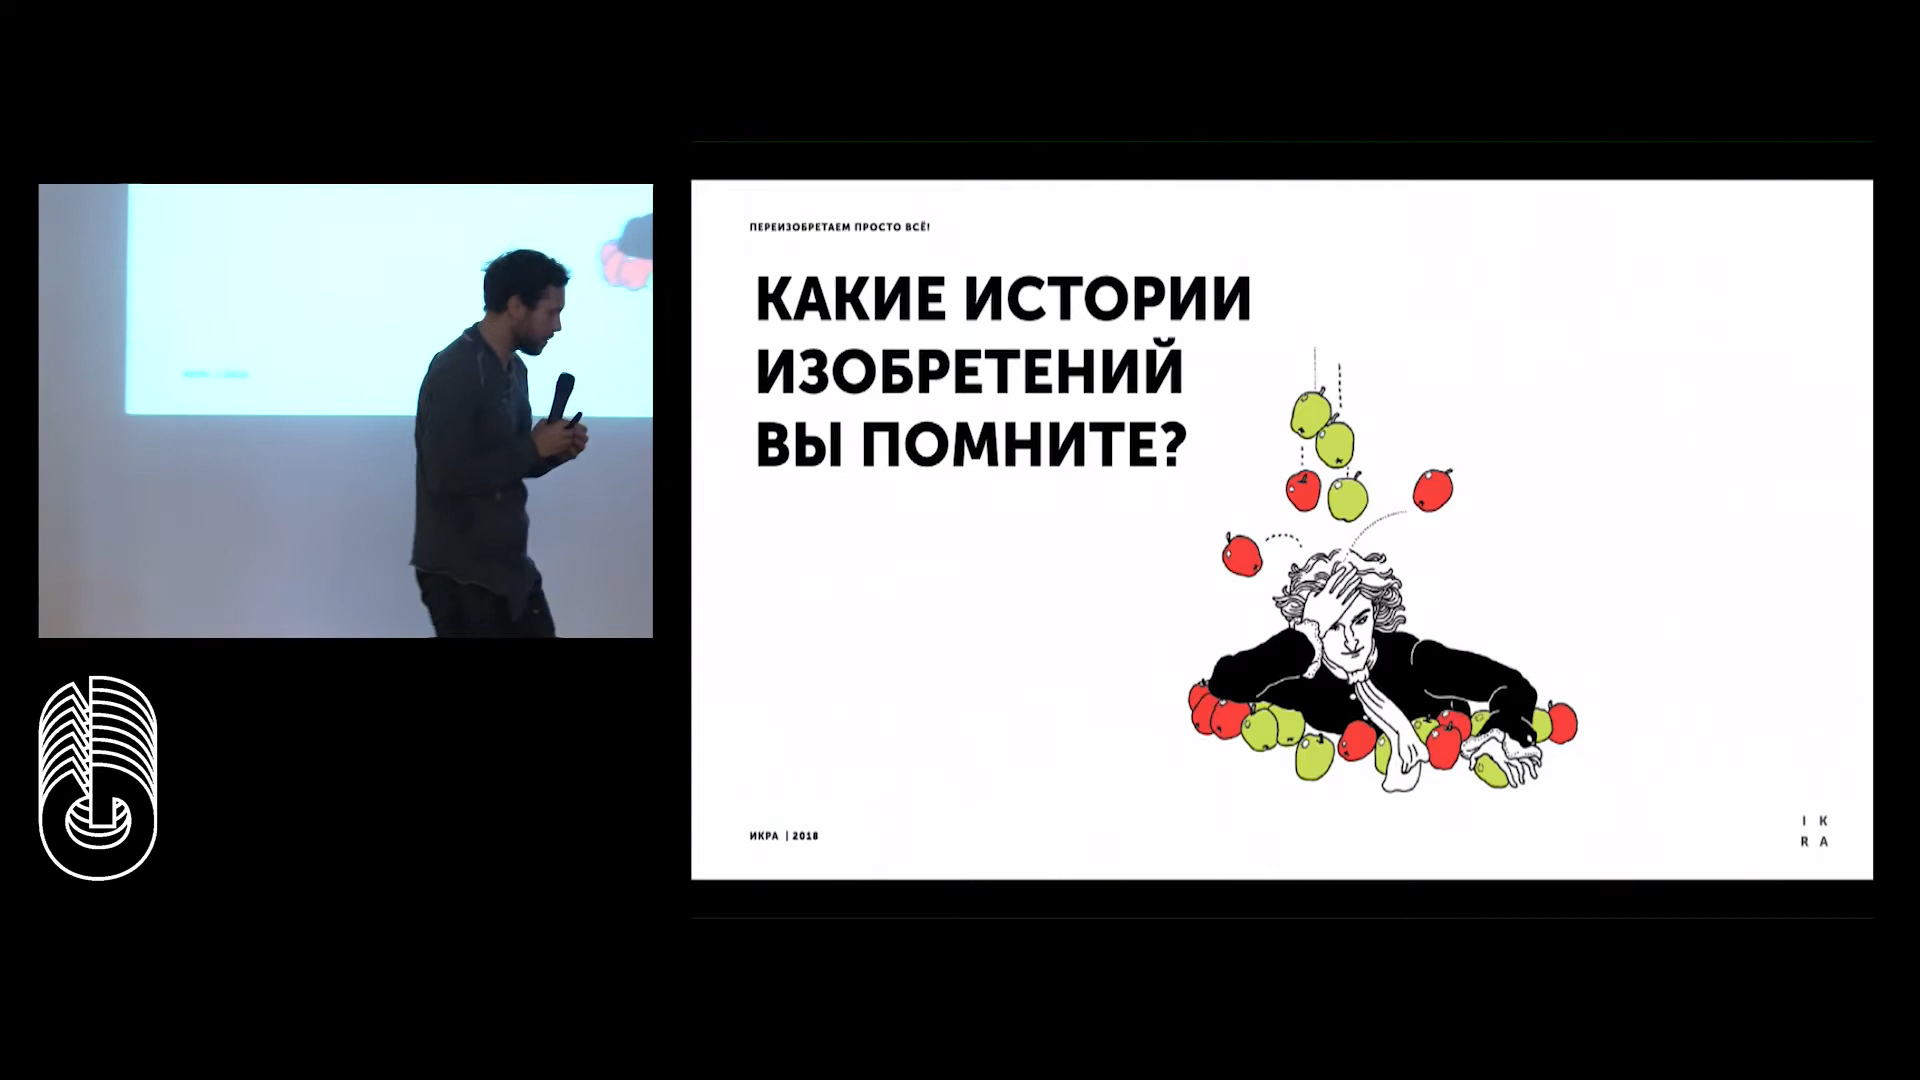 ПЕРЕИЗОБРЕТАЕМ ПРОСТО ВСЁ!
КАКИЕ ИСТОРИИ
ИЗОБРЕТЕНИЙ
ВЫ ПОМНИТЕ?
ИКРА | 2018
I K
R A